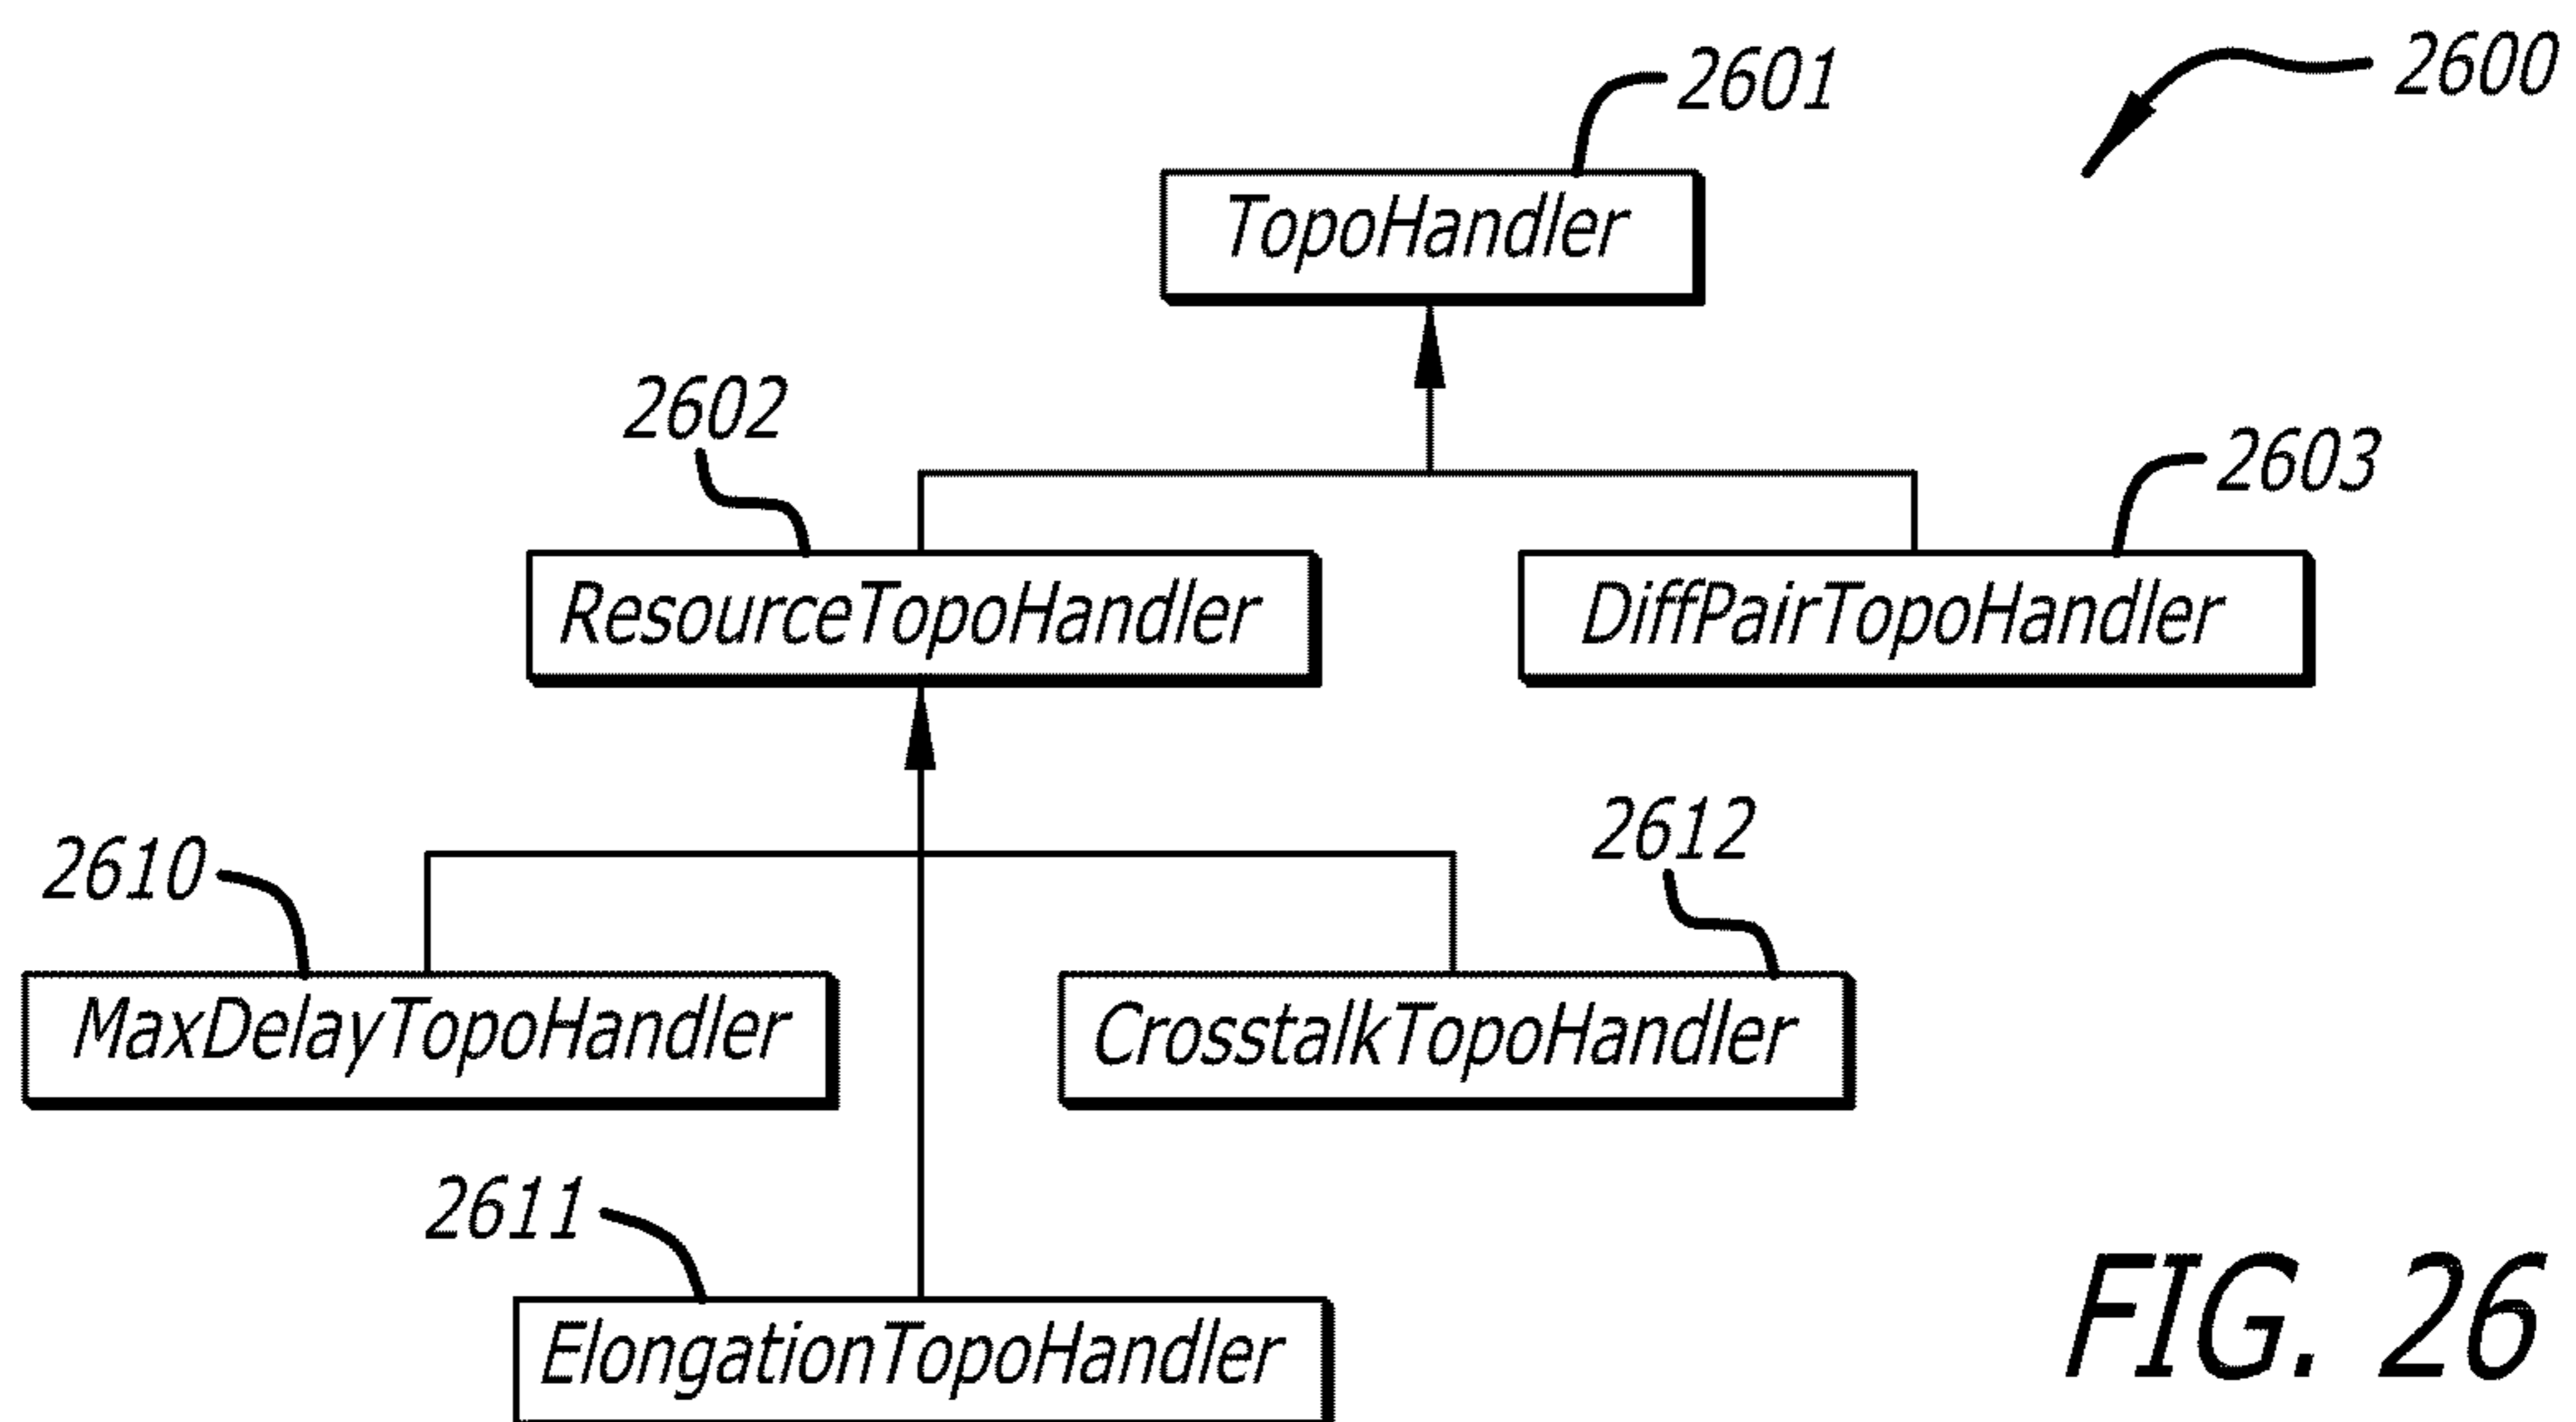 2600
2601
TopoHandler
2602
2603
ResourceTopoHandler
DiffPairTopoHandler
2610
2612
MaxDelayTopoHandler
CrosstalkTopoHandler
2611
ElongationTopoHandler
FIG. 26